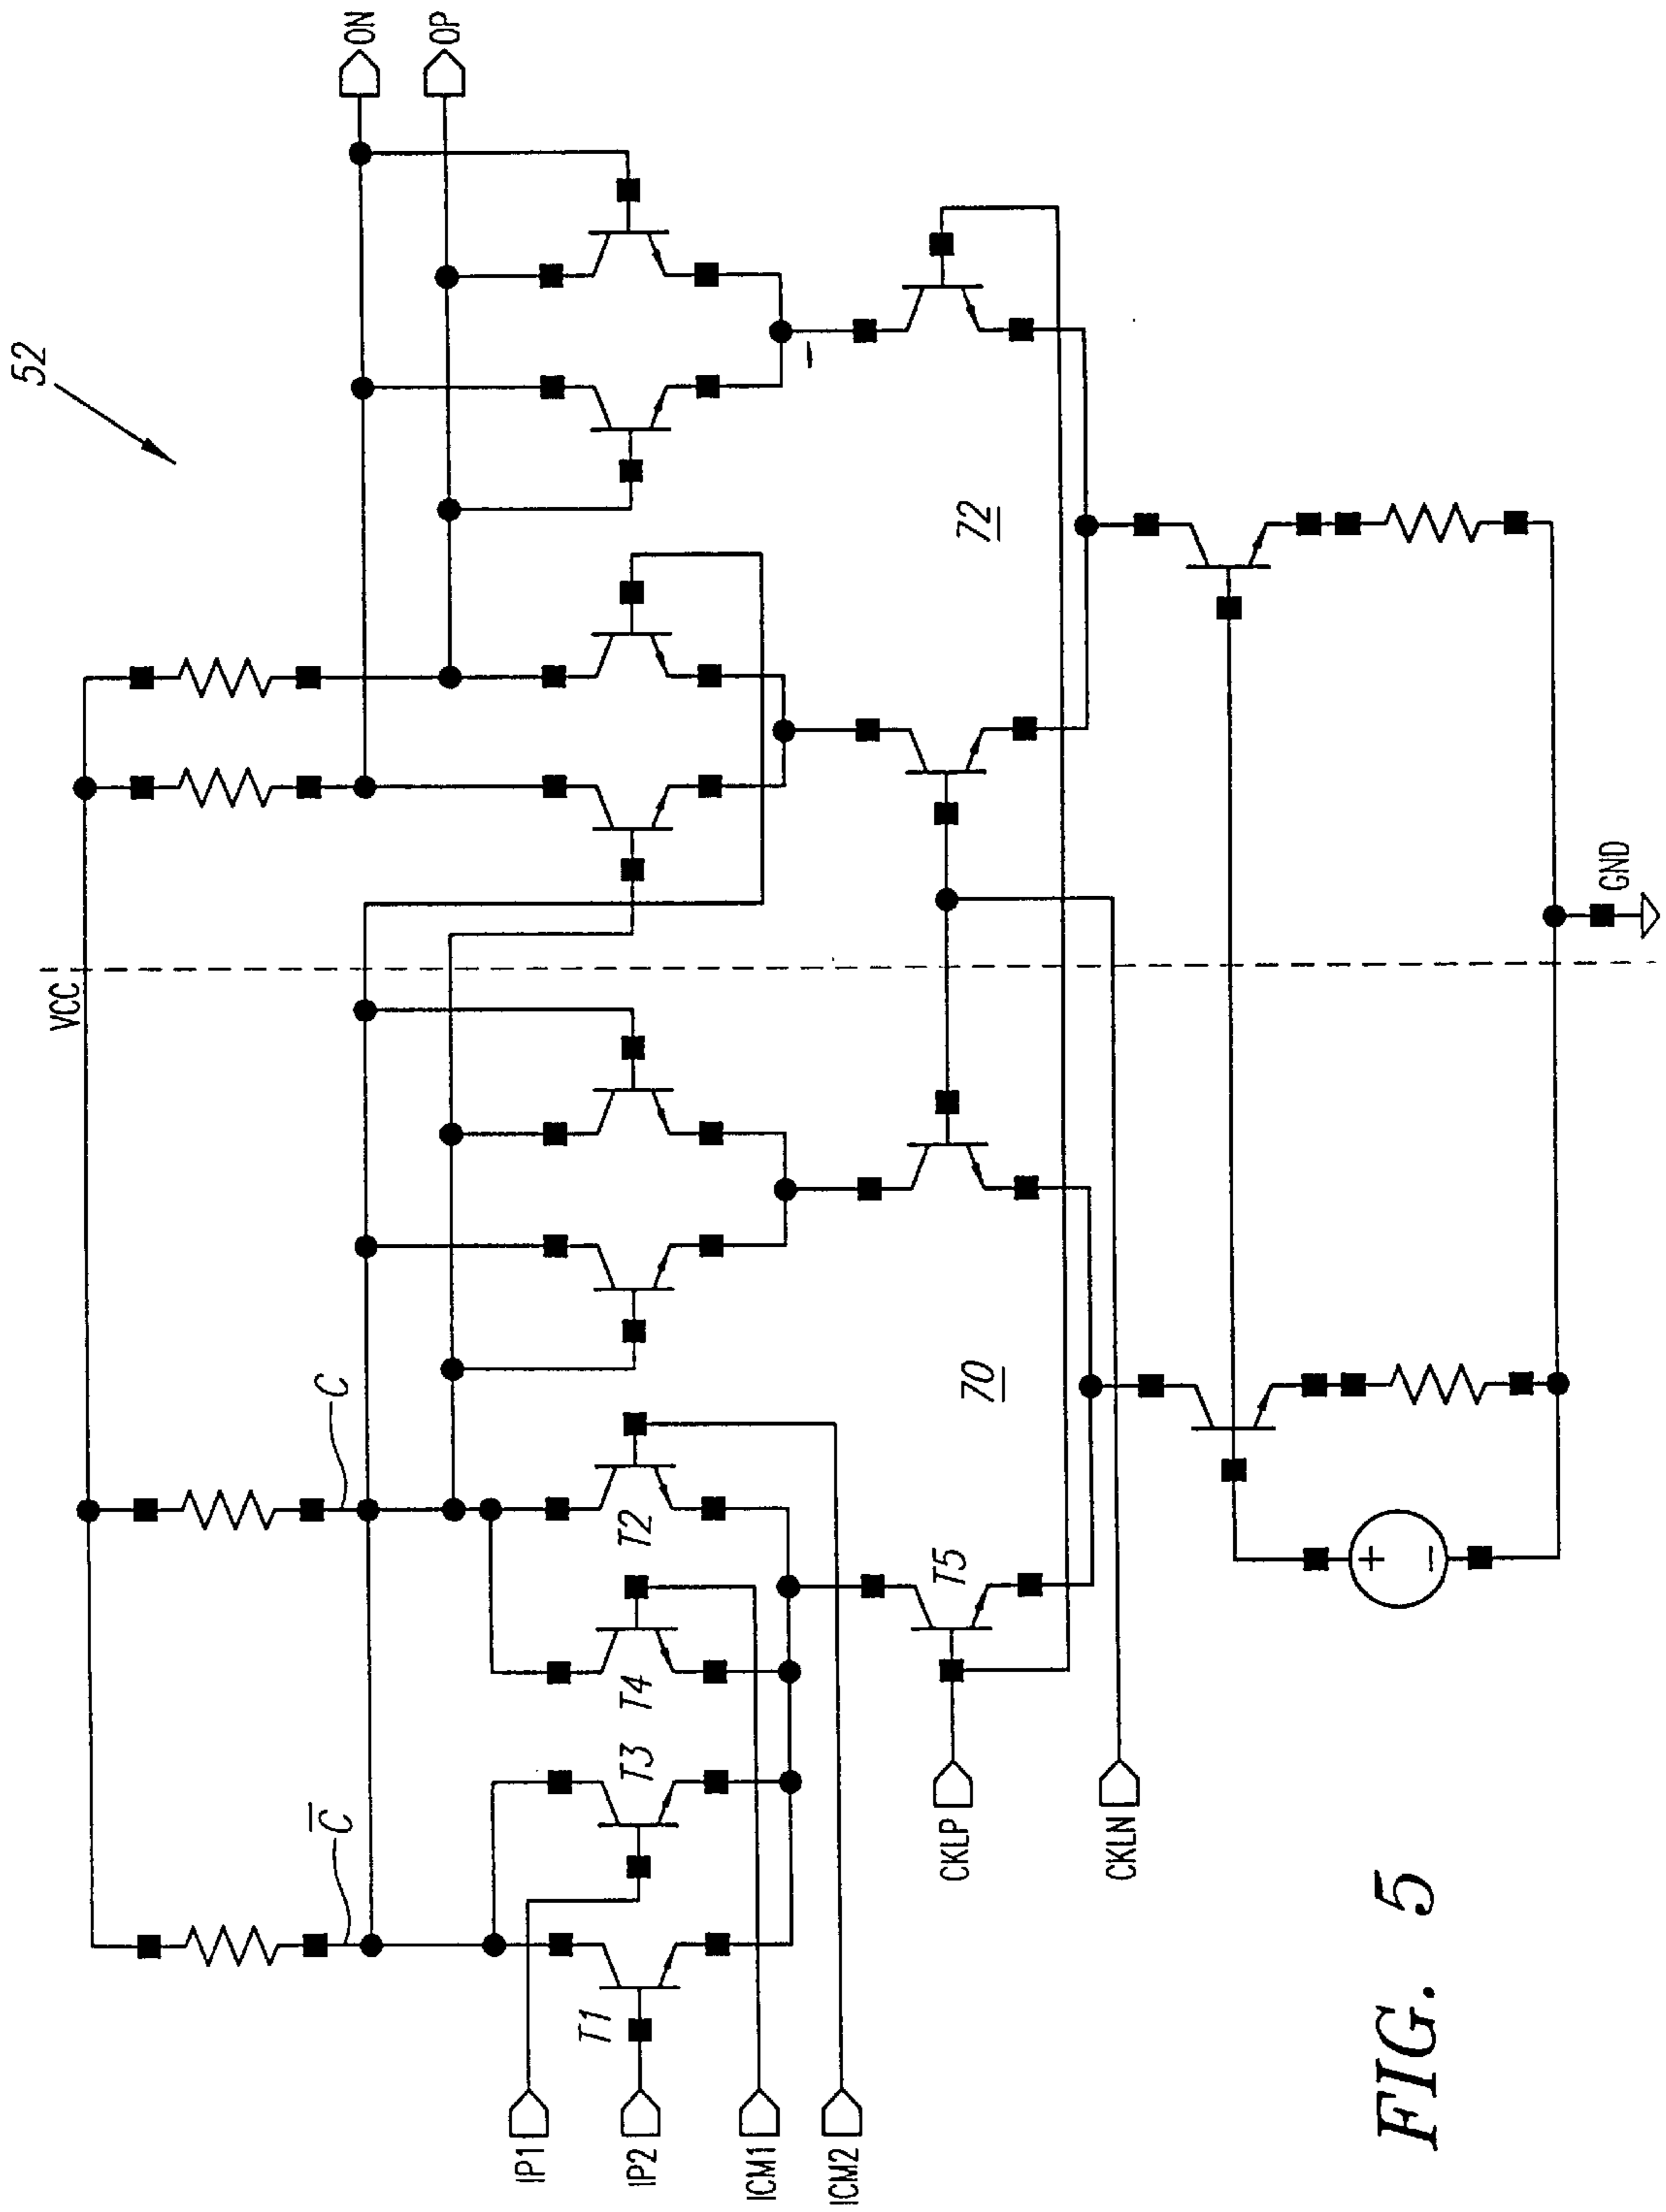 52
ON
OP
VCC
C̅
C
T1
T3
T4
T2
T5
70
72
IP1
IP2
ICM1
ICM2
CKLP
CKLN
+
−
GND
FIG. 5